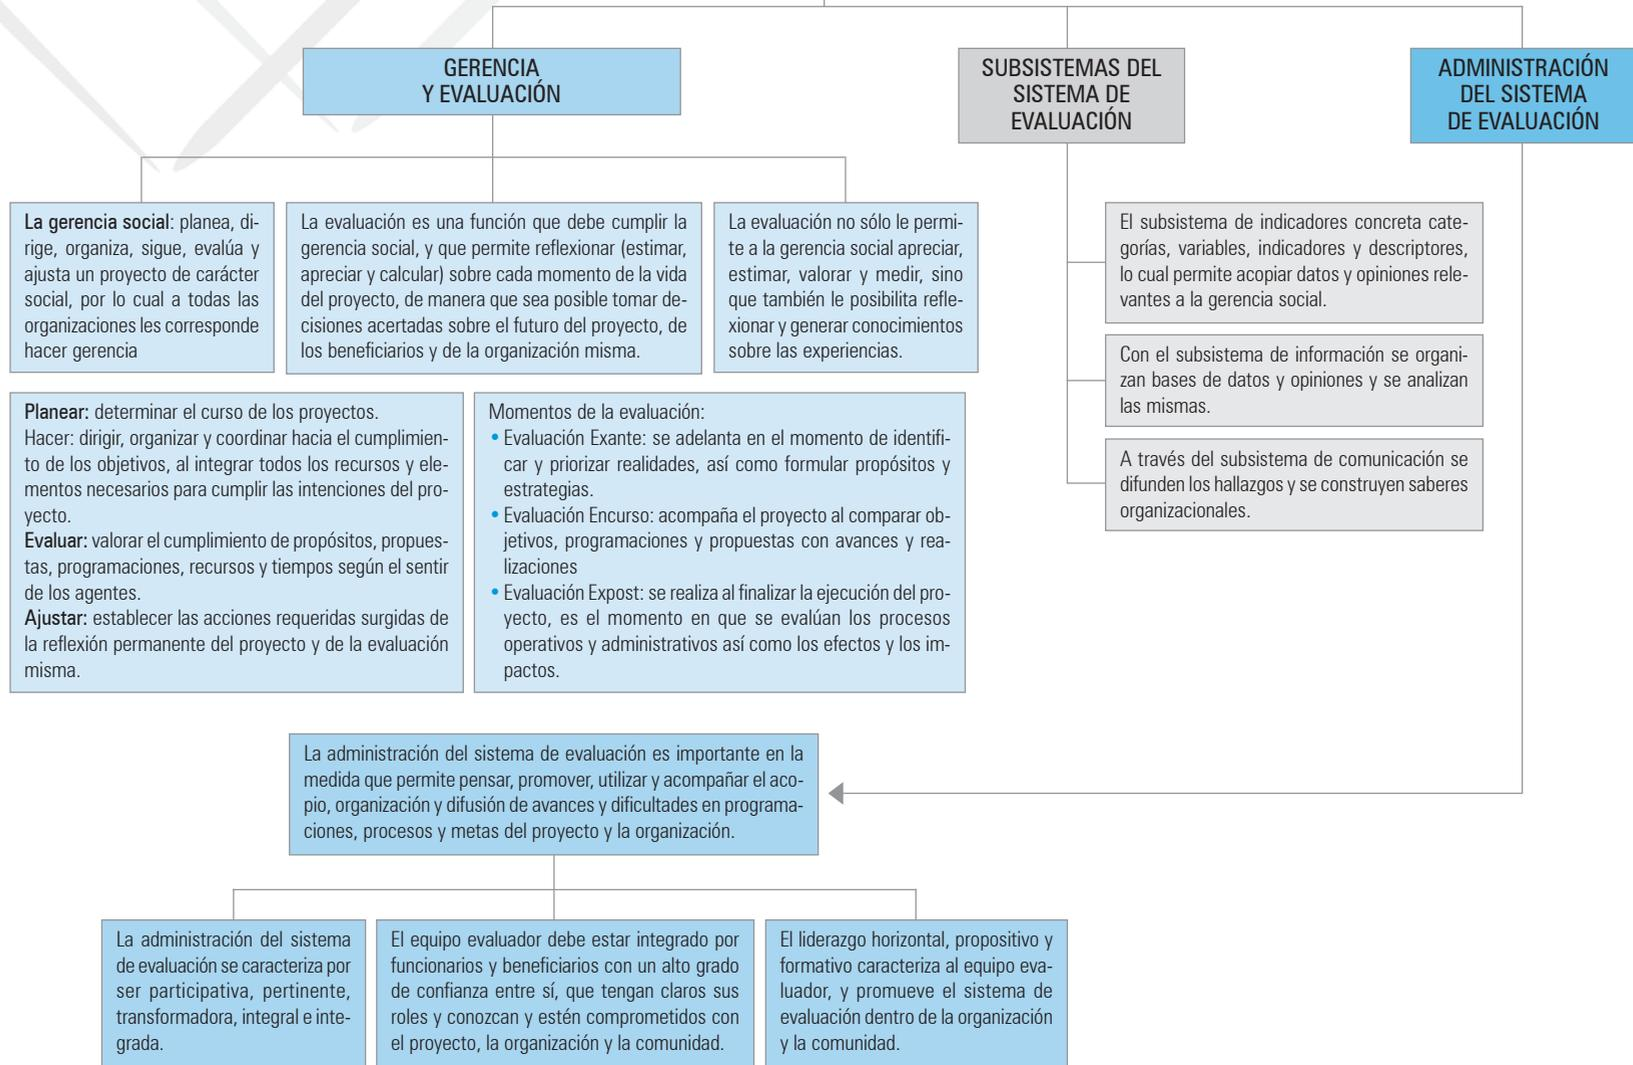 GERENCIA
Y EVALUACIÓN
SUBSISTEMAS DEL
SISTEMA DE
EVALUACIÓN
ADMINISTRACIÓN
DEL SISTEMA
DE EVALUACIÓN
La gerencia social: planea, di-
rige, organiza, sigue, evalúa y
ajusta un proyecto de carácter
social, por lo cual a todas las
organizaciones les corresponde
hacer gerencia
La evaluación es una función que debe cumplir la
gerencia social, y que permite reflexionar (estimar,
apreciar y calcular) sobre cada momento de la vida
del proyecto, de manera que sea posible tomar de-
cisiones acertadas sobre el futuro del proyecto, de
los beneficiarios y de la organización misma.
La evaluación no sólo le permi-
te a la gerencia social apreciar,
estimar, valorar y medir, sino
que también le posibilita refle-
xionar y generar conocimientos
sobre las experiencias.
El subsistema de indicadores concreta cate-
gorías, variables, indicadores y descriptores,
lo cual permite acopiar datos y opiniones rele-
vantes a la gerencia social.
Con el subsistema de información se organi-
zan bases de datos y opiniones y se analizan
las mismas.
A través del subsistema de comunicación se
difunden los hallazgos y se construyen saberes
organizacionales.
Planear: determinar el curso de los proyectos.
Hacer: dirigir, organizar y coordinar hacia el cumplimien-
to de los objetivos, al integrar todos los recursos y ele-
mentos necesarios para cumplir las intenciones del pro-
yecto.
Evaluar: valorar el cumplimiento de propósitos, propues-
tas, programaciones, recursos y tiempos según el sentir
de los agentes.
Ajustar: establecer las acciones requeridas surgidas de
la reflexión permanente del proyecto y de la evaluación
misma.
Momentos de la evaluación:
• Evaluación Exante: se adelanta en el momento de identifi-
car y priorizar realidades, así como formular propósitos y
estrategias.
• Evaluación Encurso: acompaña el proyecto al comparar ob-
jetivos, programaciones y propuestas con avances y rea-
lizaciones
• Evaluación Expost: se realiza al finalizar la ejecución del pro-
yecto, es el momento en que se evalúan los procesos
operativos y administrativos así como los efectos y los im-
pactos.
La administración del sistema de evaluación es importante en la
medida que permite pensar, promover, utilizar y acompañar el aco-
pio, organización y difusión de avances y dificultades en programa-
ciones, procesos y metas del proyecto y la organización.
La administración del sistema
de evaluación se caracteriza por
ser participativa, pertinente,
transformadora, integral e inte-
grada.
El equipo evaluador debe estar integrado por
funcionarios y beneficiarios con un alto grado
de confianza entre sí, que tengan claros sus
roles y conozcan y estén comprometidos con
el proyecto, la organización y la comunidad.
El liderazgo horizontal, propositivo y
formativo caracteriza al equipo eva-
luador, y promueve el sistema de
evaluación dentro de la organización
y la comunidad.